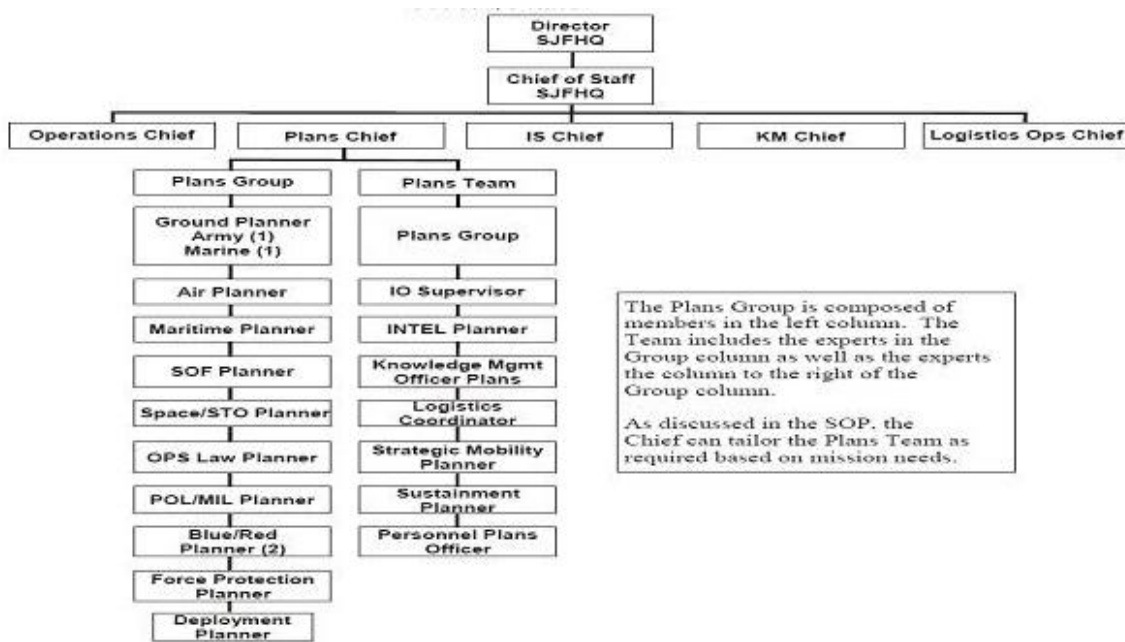 Director
SJFHQ
Chief of Staff
SJFHQ
Operations Chief
Plans Chief
IS Chief
KM Chief
Logistics Ops Chief
Plans Group
Plans Team
Ground Planner
Army (1)
Marine (1)
Plans Group
Air Planner
IO Supervisor
Maritime Planner
INTEL Planner
SOF Planner
Knowledge Mgmt
Officer Plans
Space/STO Planner
Logistics
Coordinator
OPS Law Planner
Strategic Mobility
Planner
POL/MIL Planner
Sustainment
Planner
Blue/Red
Planner (2)
Personnel Plans
Officer
Force Protection
Planner
Deployment
Planner
The Plans Group is composed of
members in the left column. The
Team includes the experts in the
Group column as well as the experts
the column to the right of the
Group column.
As discussed in the SOP, the
Chief can tailor the Plans Team as
required based on mission needs.